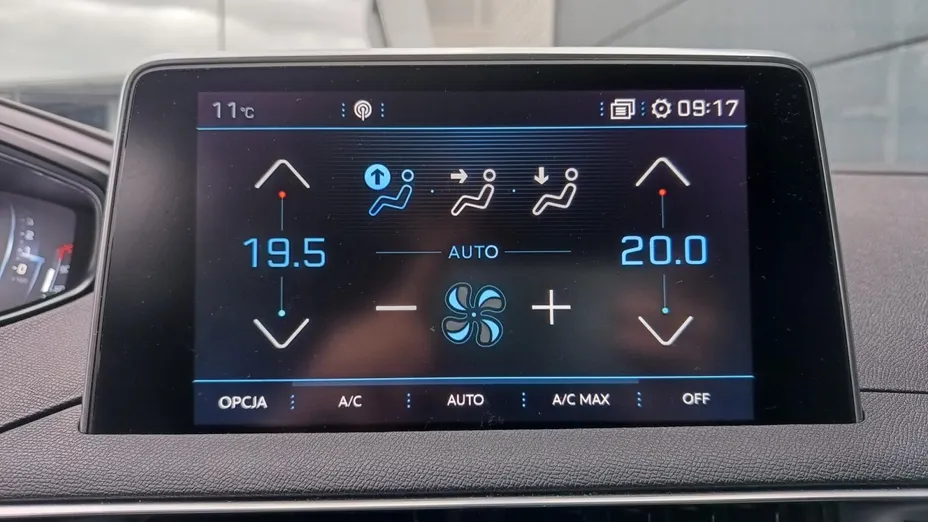 11°C 09:17
19.5 AUTO 20.0
OPCJA A/C AUTO A/C MAX OFF